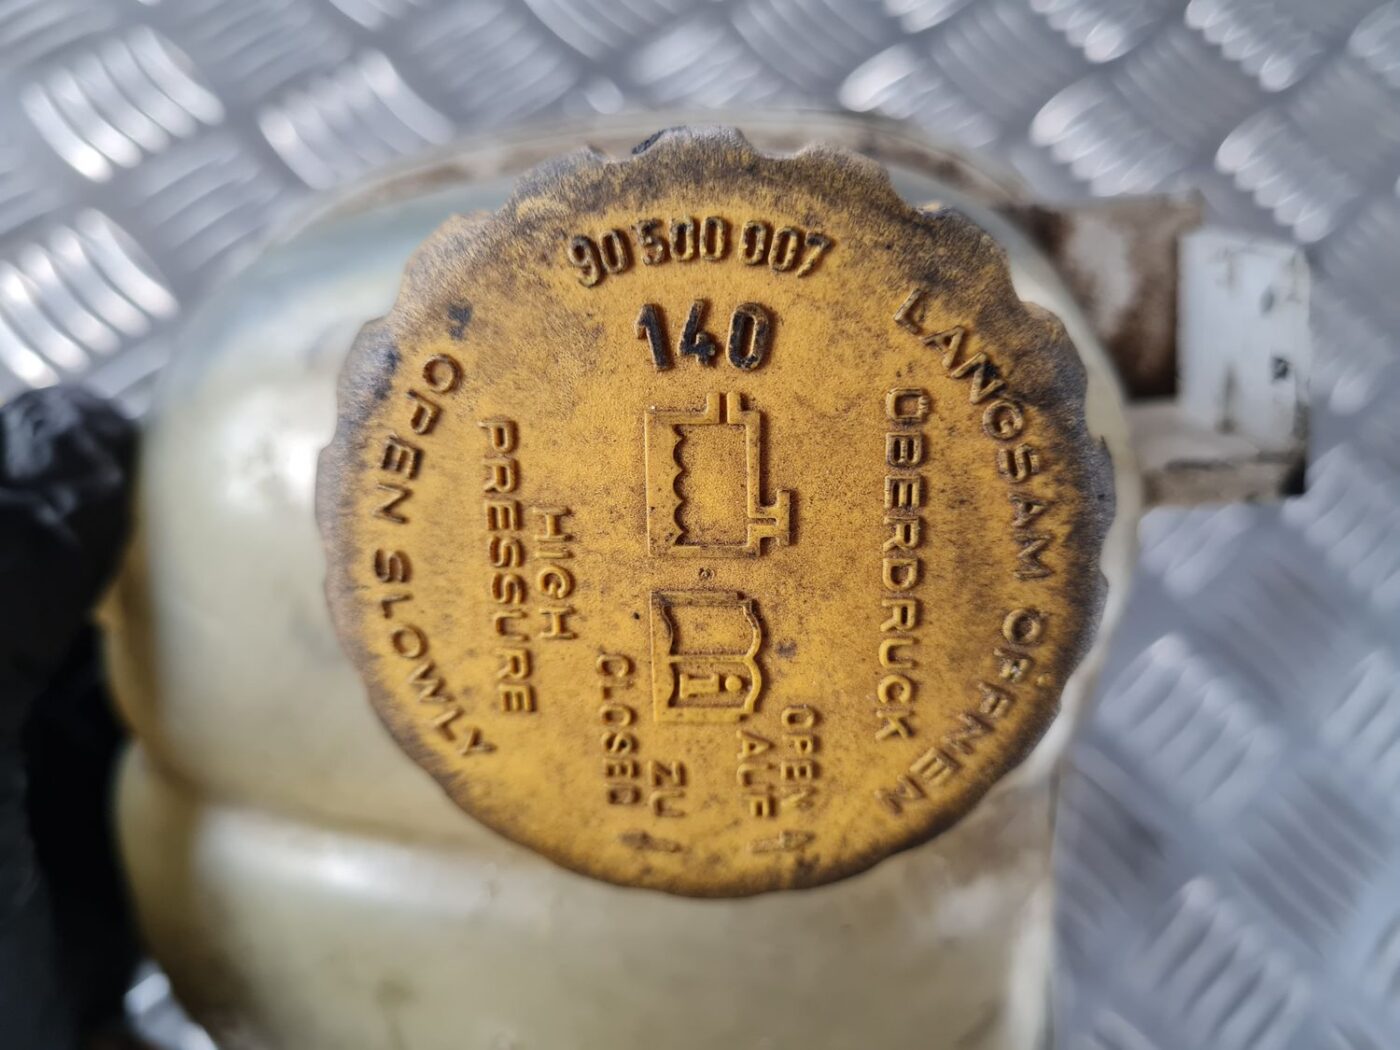 90 500 007
140
LANGSAM ÖFFNEN
ÜBERDRUCK
HIGH
PRESSURE
OPEN SLOWLY
i
OPEN
AUF
ZU
CLOSED